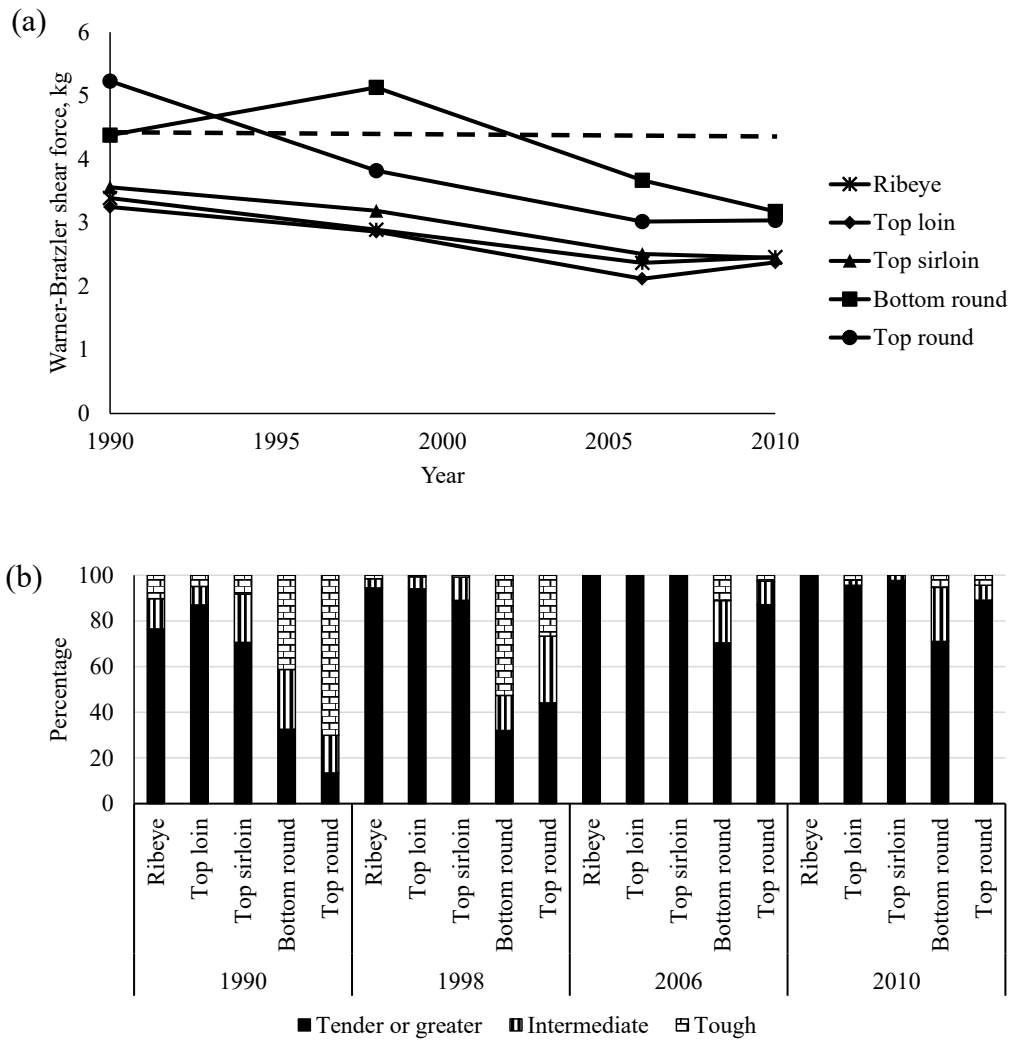 (a)
Warner-Bratzler shear force, kg
6
5
4
3
2
1
0
1990 1995 2000 2005 2010
Year
Ribeye
Top loin
Top sirloin
Bottom round
Top round
(b)
Percentage
100
80
60
40
20
0
Ribeye Top loin Top sirloin Bottom round Top round Ribeye Top loin Top sirloin Bottom round Top round Ribeye Top loin Top sirloin Bottom round Top round Ribeye Top loin Top sirloin Bottom round Top round
1990 1998 2006 2010
Tender or greater Intermediate Tough